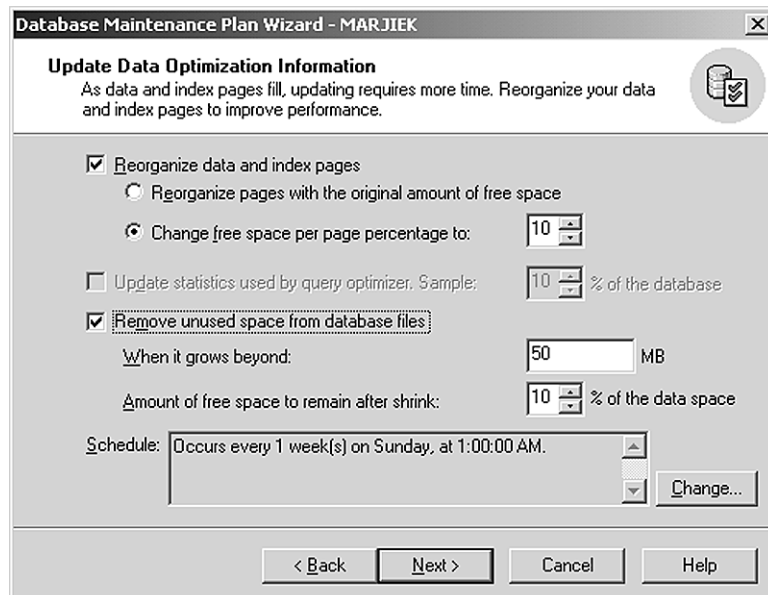 Database Maintenance Plan Wizard - MARJIEK
Update Data Optimization Information
As data and index pages fill, updating requires more time. Reorganize your data
and index pages to improve performance.
Reorganize data and index pages
Reorganize pages with the original amount of free space
Change free space per page percentage to: 10
Update statistics used by query optimizer. Sample: 10 % of the database
Remove unused space from database files
When it grows beyond: 50 MB
Amount of free space to remain after shrink: 10 % of the data space
Schedule: Occurs every 1 week(s) on Sunday, at 1:00:00 AM.
Change...
< Back Next > Cancel Help